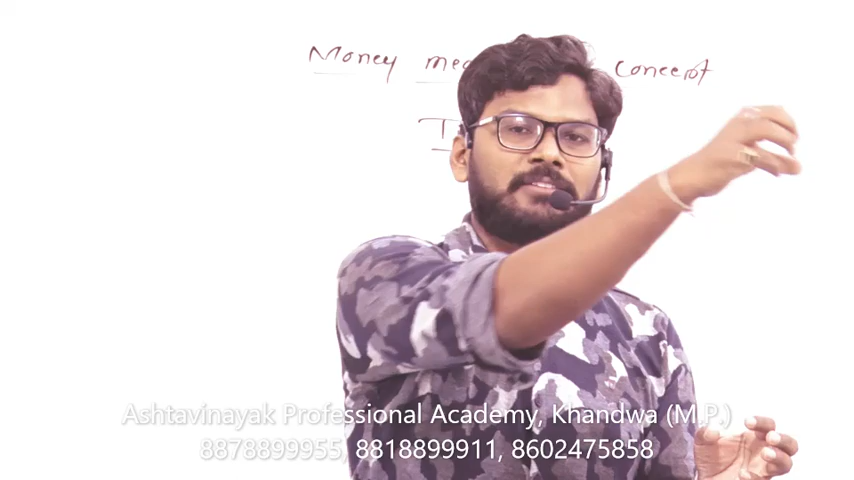 Money concept
Ashtavinayak Professional Academy, Khandwa (M.P.)
8878899955, 8818899911, 8602475858